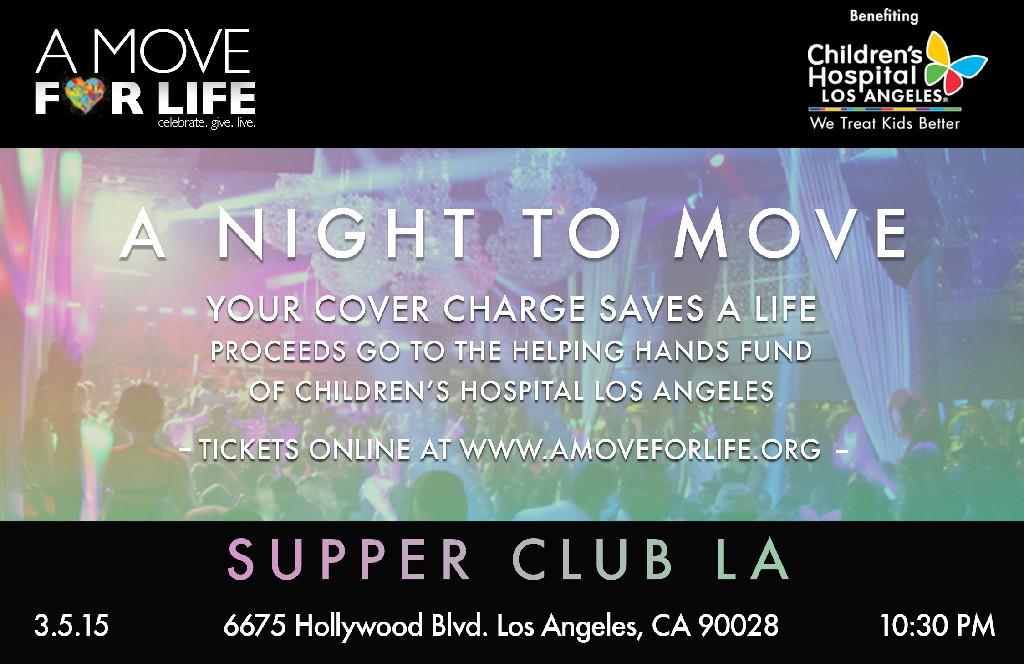 A MOVE
FOR LIFE
celebrate. give. live.
Benefiting
Children's
Hospital
LOS ANGELES®
We Treat Kids Better
A NIGHT TO MOVE
YOUR COVER CHARGE SAVES A LIFE
PROCEEDS GO TO THE HELPING HANDS FUND
OF CHILDREN'S HOSPITAL LOS ANGELES
– TICKETS ONLINE AT WWW.AMOVEFORLIFE.ORG –
SUPPER CLUB LA
3.5.15 6675 Hollywood Blvd. Los Angeles, CA 90028 10:30 PM